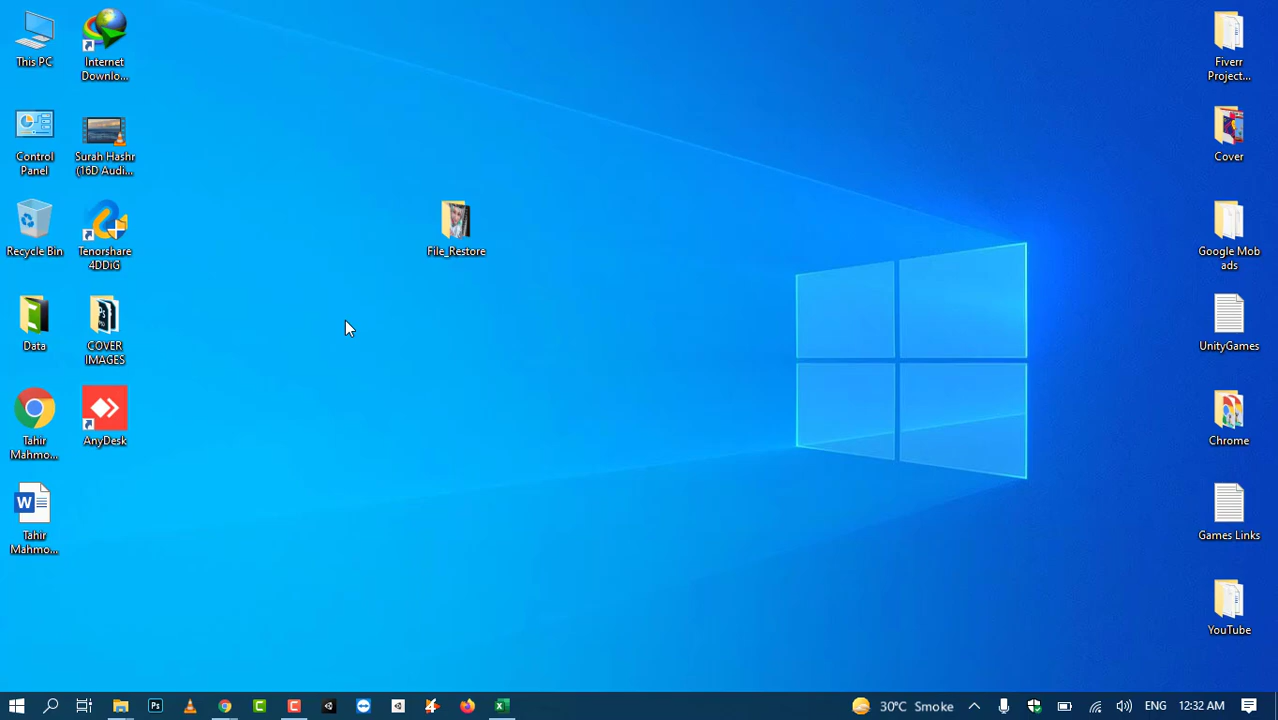 This PC
Internet
Downlo...
Control
Panel
Surah Hashr
(16D Audi...
Recycle Bin
Tenorshare
4DDiG
Data
COVER
IMAGES
Tahir
Mahmo...
AnyDesk
Tahir
Mahmo...
File_Restore
Fiverr
Project...
Cover
Google Mob
ads
UnityGames
Chrome
Games Links
YouTube
30°C Smoke
ENG
12:32 AM